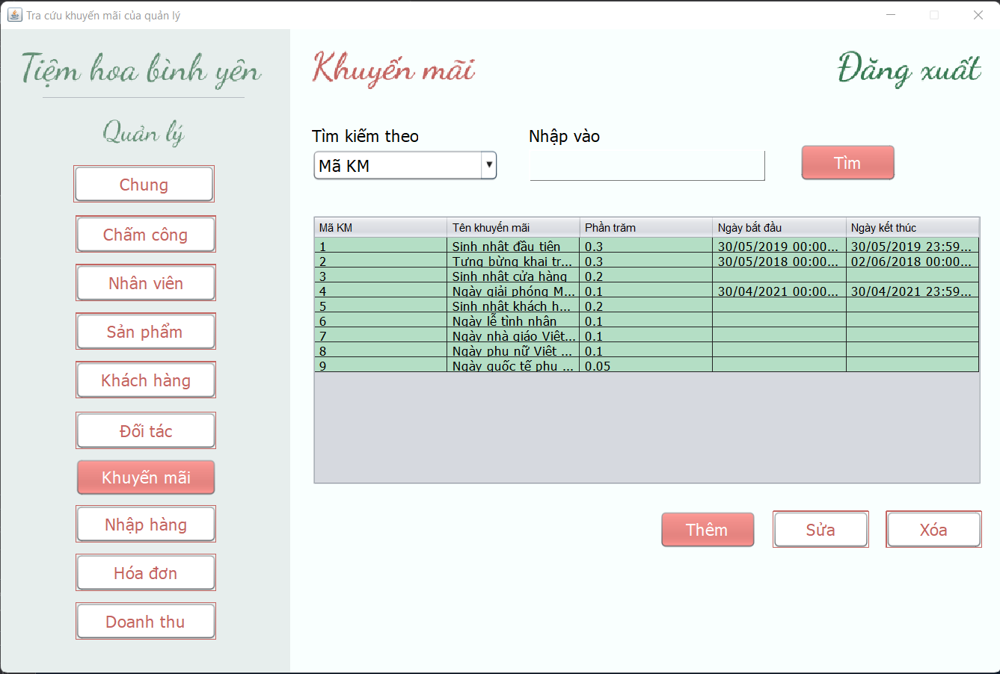 Tra cứu khuyến mãi của quản lý
Tiệm hoa bình yên
Quản lý
Chung
Chấm công
Nhân viên
Sản phẩm
Khách hàng
Đối tác
Khuyến mãi
Nhập hàng
Hóa đơn
Doanh thu
Khuyến mãi
Đăng xuất
Tìm kiếm theo
Nhập vào
Mã KM
Tìm
Mã KM Tên khuyến mãi Phần trăm Ngày bắt đầu Ngày kết thúc
1 Sinh nhật đầu tiên 0.3 30/05/2019 00:00... 30/05/2019 23:59...
2 Tưng bừng khai tr... 0.3 30/05/2018 00:00... 02/06/2018 00:00...
3 Sinh nhật cửa hàng 0.2
4 Ngày giải phóng M... 0.1 30/04/2021 00:00... 30/04/2021 23:59...
5 Sinh nhật khách h... 0.2
6 Ngày lễ tình nhân 0.1
7 Ngày nhà giáo Việt... 0.1
8 Ngày phụ nữ Việt ... 0.1
9 Ngày quốc tế phụ ... 0.05
Thêm
Sửa
Xóa